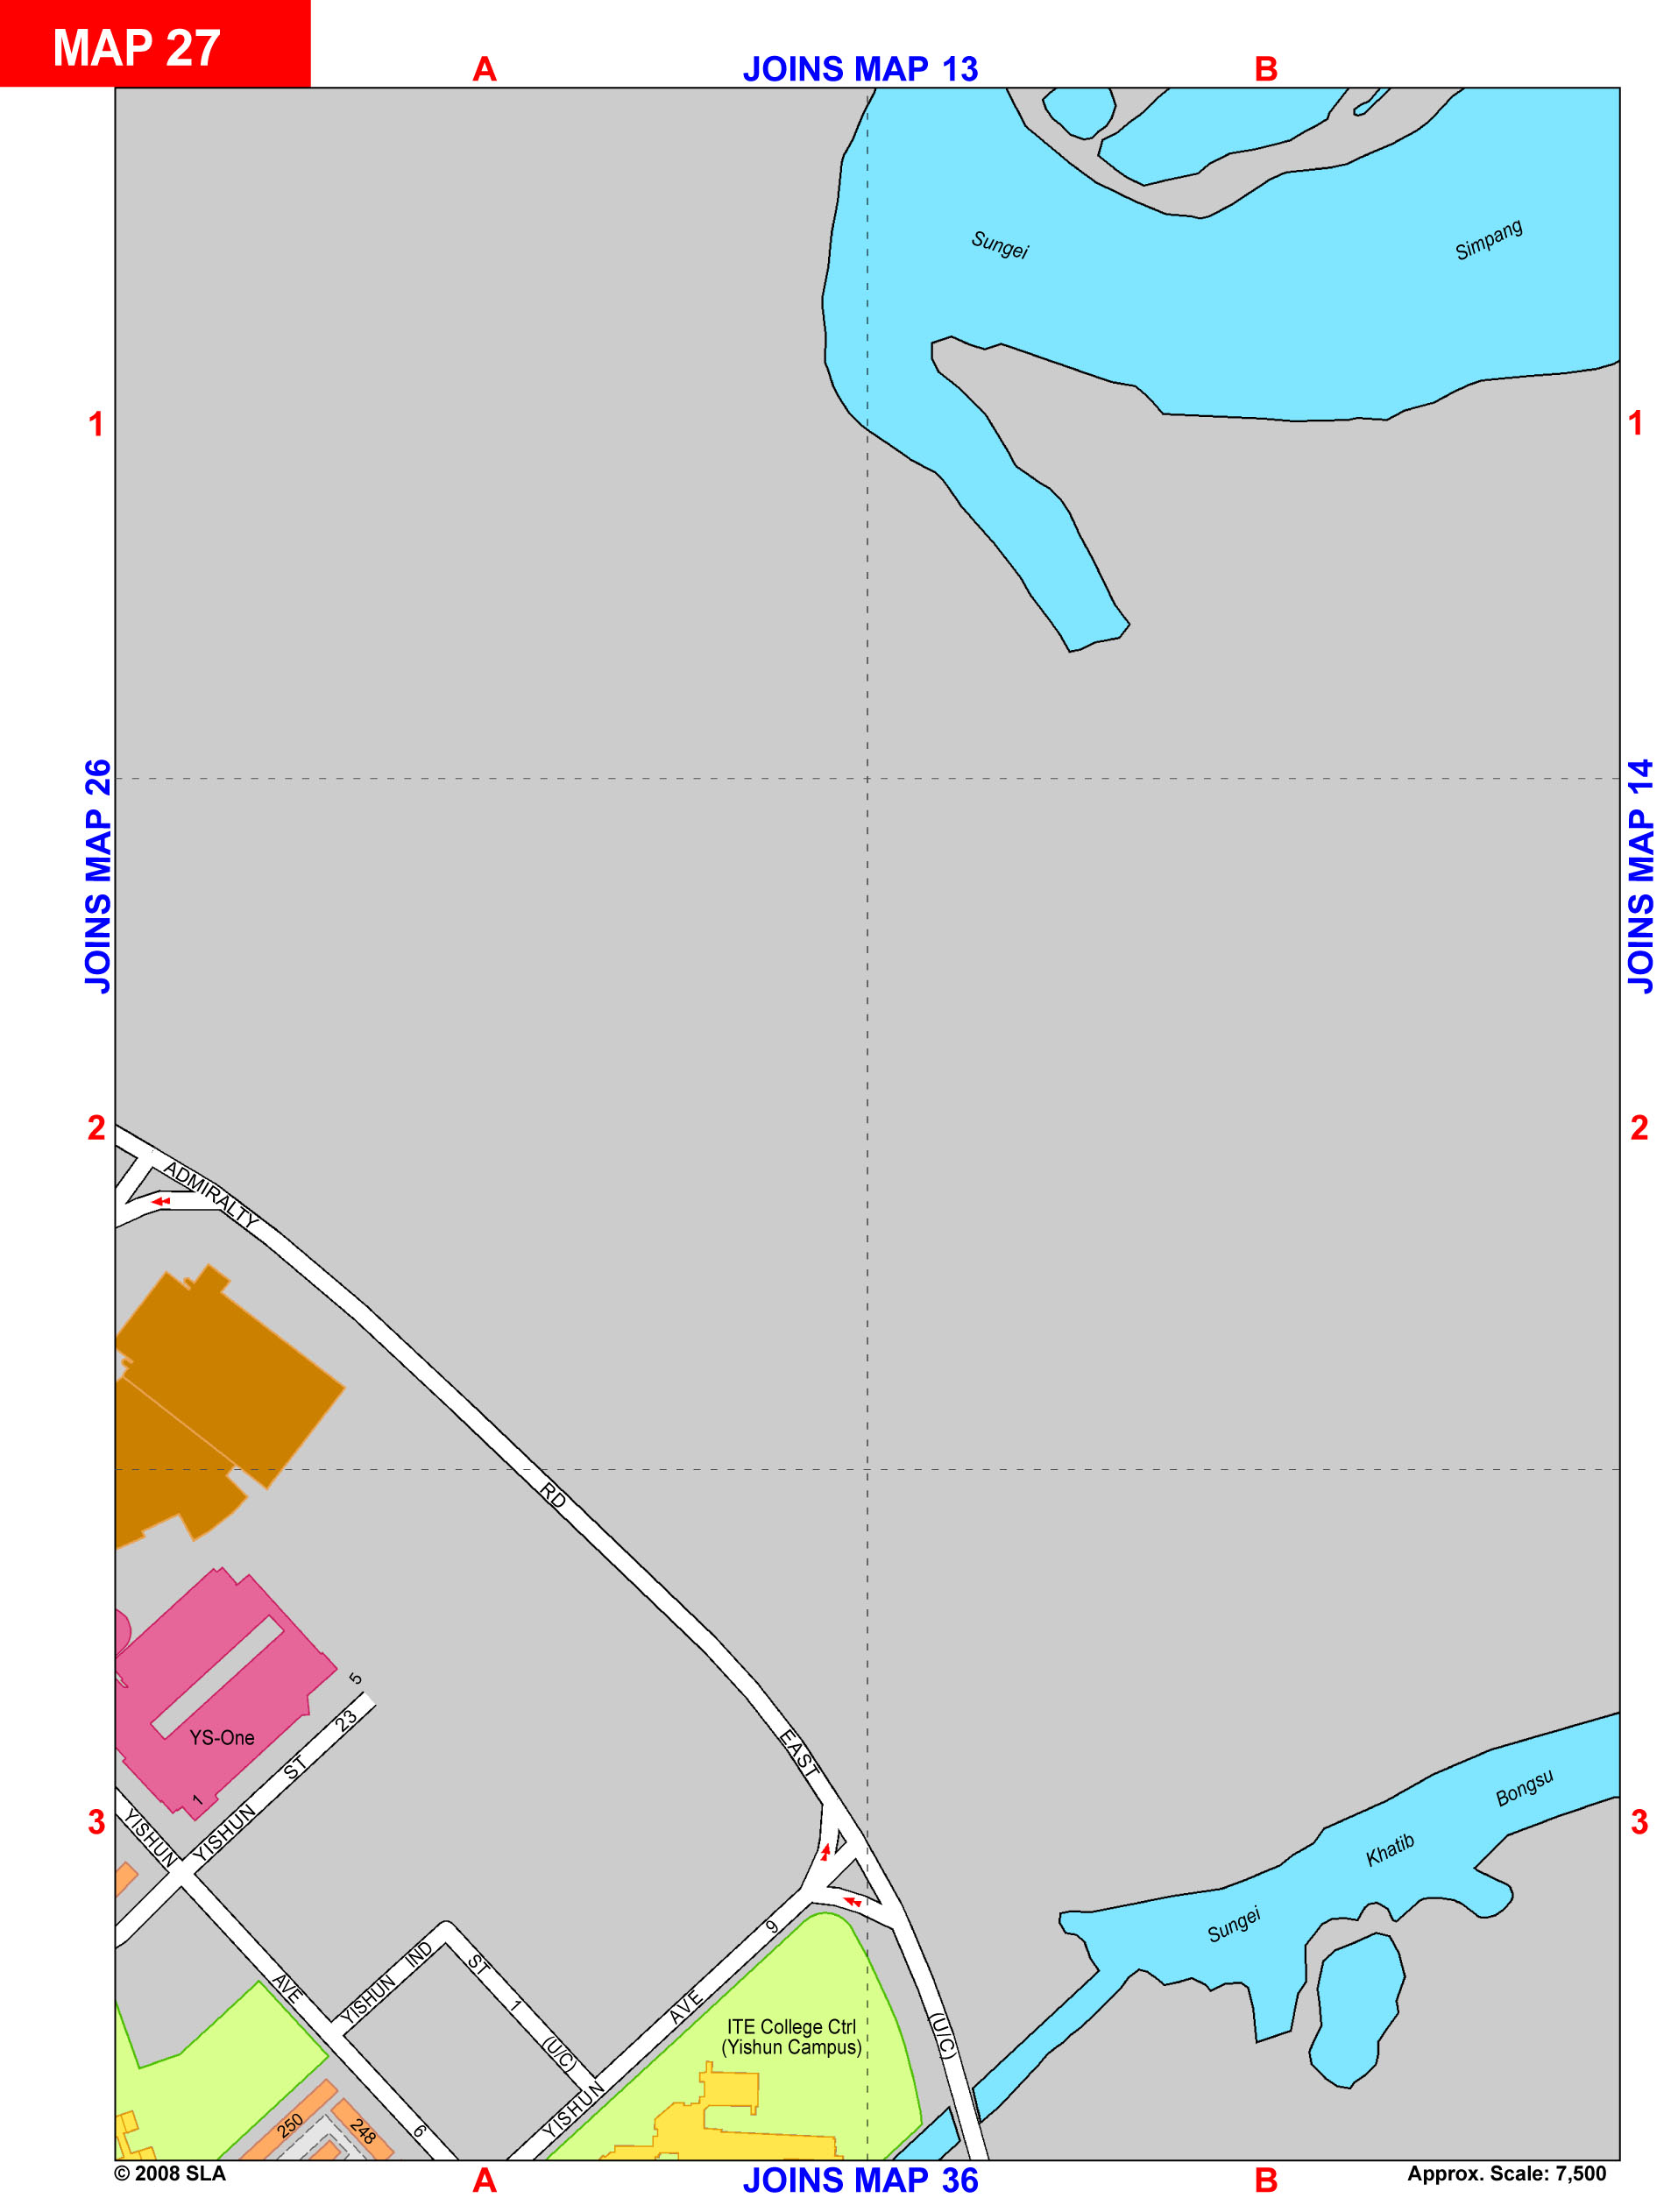 MAP 27
A
JOINS MAP 13
B
Sungei
Simpang
1
1
JOINS MAP 26
JOINS MAP 14
2
2
ADMIRALTY
RD
EAST
(U/C)
5
YS-One
1
YISHUN ST 23
3
3
Bongsu
Khatib
Sungei
YISHUN
AVE
6
YISHUN IND
ST 1 (U/C)
YISHUN AVE 9
ITE College Ctrl
(Yishun Campus)
250
248
© 2008 SLA
A
JOINS MAP 36
B
Approx. Scale: 7,500